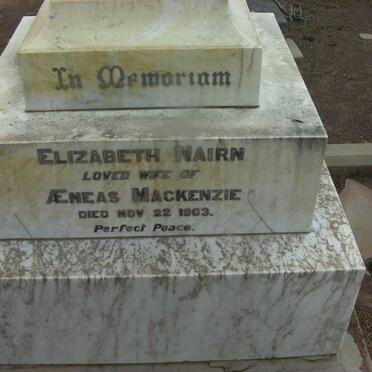 In Memoriam
ELIZABETH NAIRN
LOVED WIFE OF
ÆNEAS MACKENZIE
DIED NOV 22 1903.
Perfect Peace.